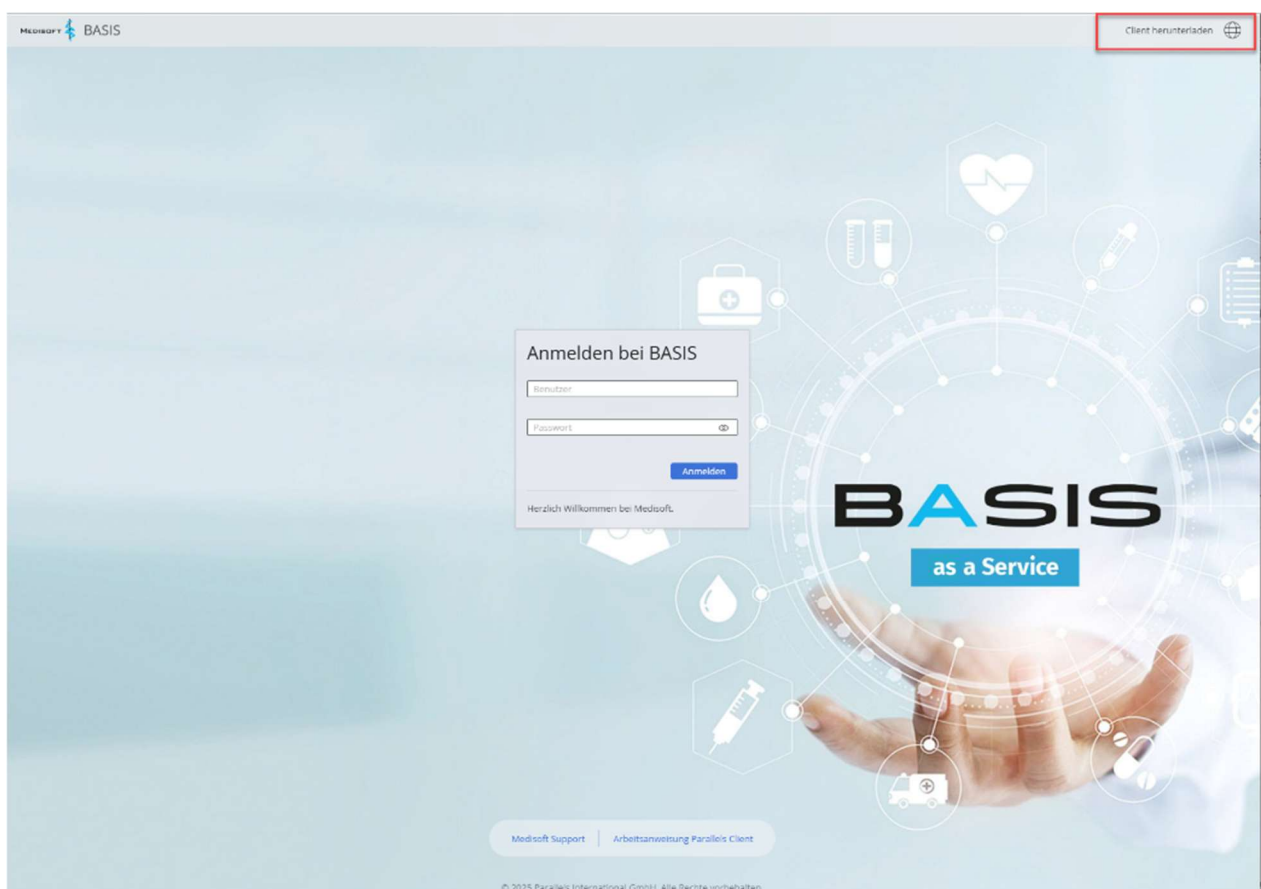 MEDISOFT BASIS
Client herunterladen
Anmelden bei BASIS
Benutzer
Passwort
Anmelden
Herzlich Willkommen bei Medisoft.
BASIS
as a Service
Medisoft Support
Arbeitsanweisung Parallels Client
© 2025 Parallels International GmbH. Alle Rechte vorbehalten.